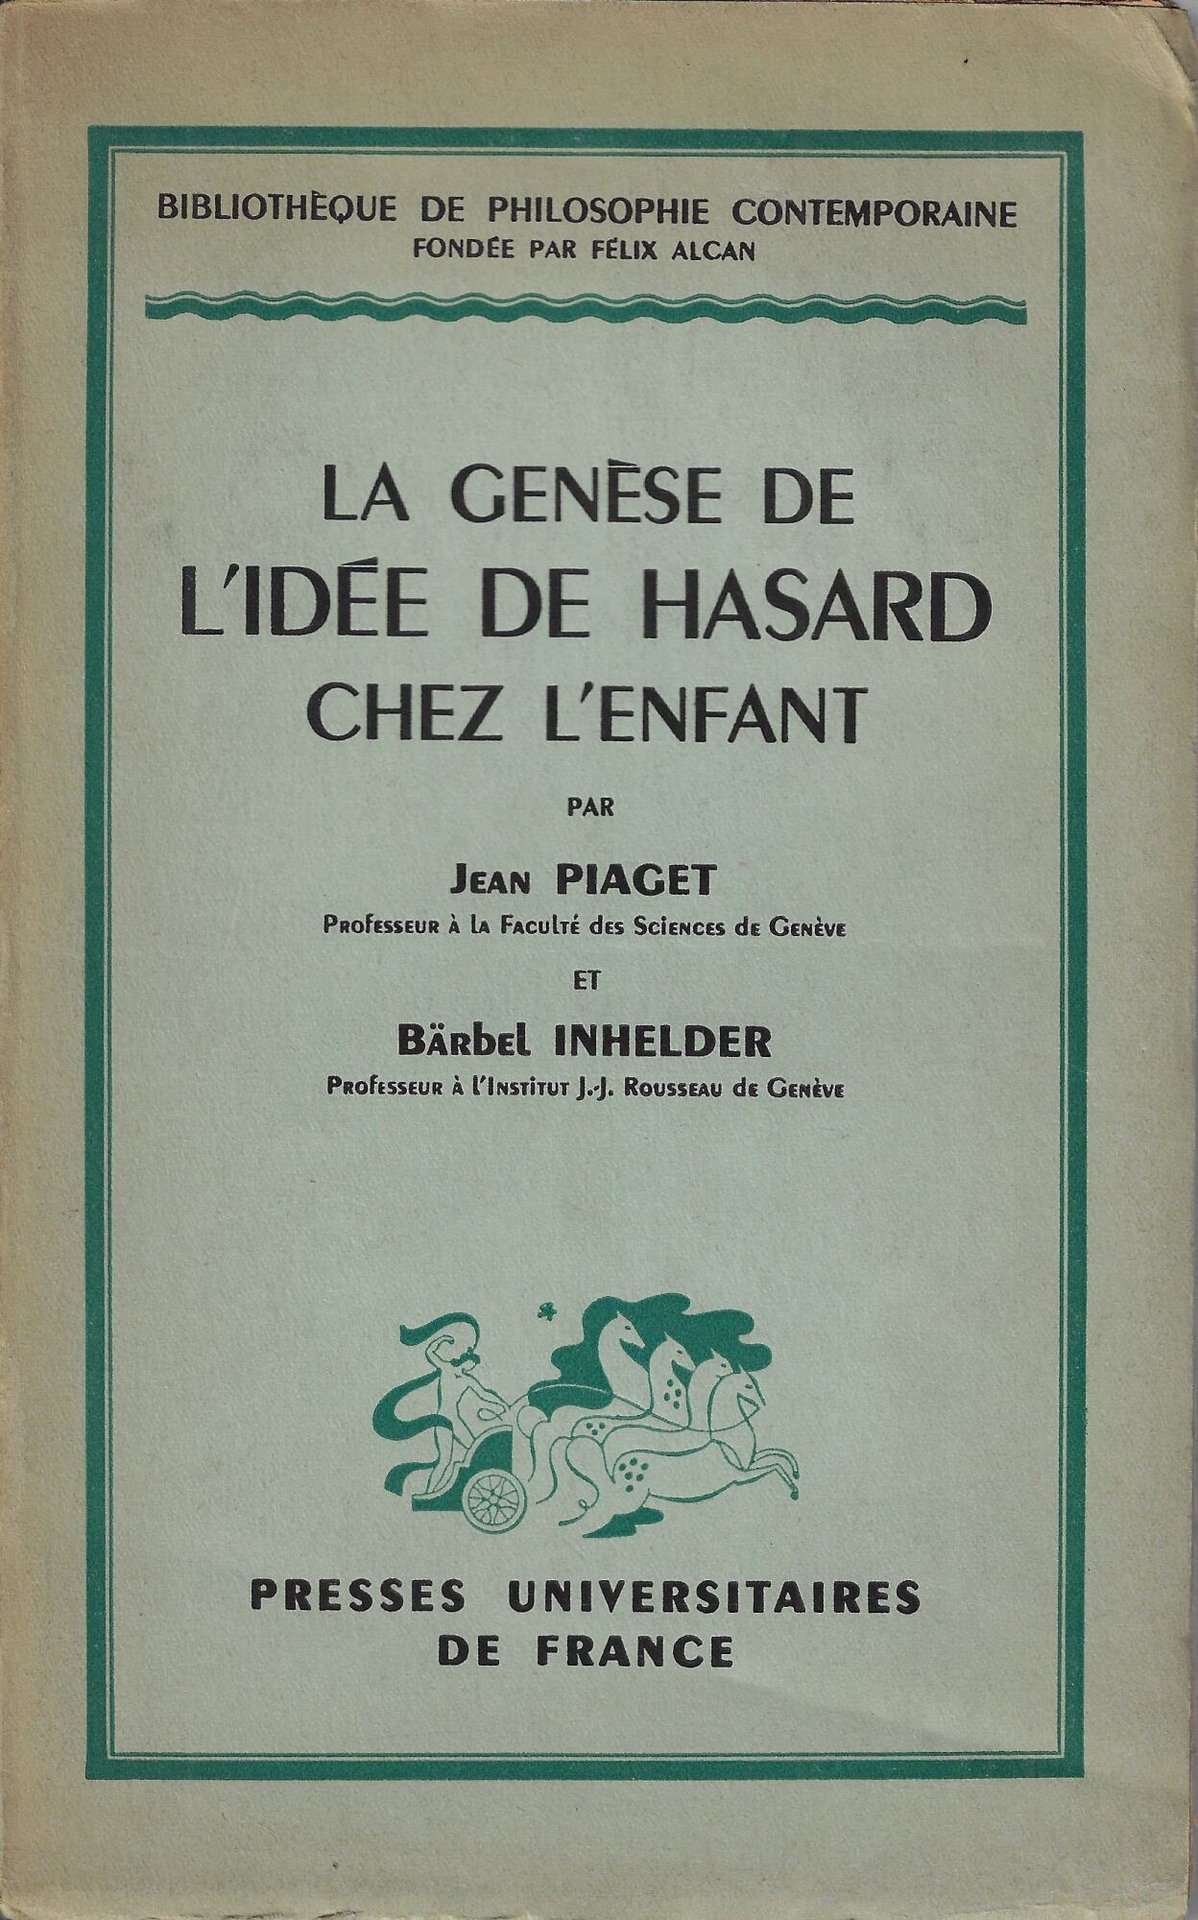 BIBLIOTHÈQUE DE PHILOSOPHIE CONTEMPORAINE
FONDÉE PAR FÉLIX ALCAN
LA GENÈSE DE
L'IDÉE DE HASARD
CHEZ L'ENFANT
PAR
JEAN PIAGET
PROFESSEUR À LA FACULTÉ DES SCIENCES DE GENÈVE
ET
BÄRBEL INHELDER
PROFESSEUR À L'INSTITUT J.-J. ROUSSEAU DE GENÈVE
PRESSES UNIVERSITAIRES
DE FRANCE